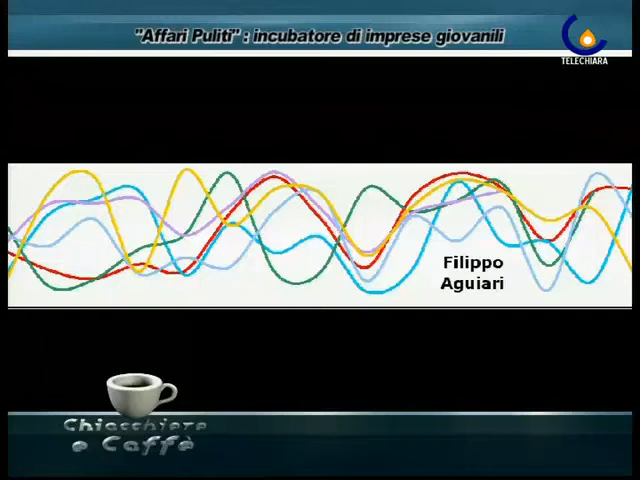 "Affari Puliti" : incubatore di imprese giovanili
TELECHIARA
Filippo
Aguiari
Chiacchiere
e Caffè